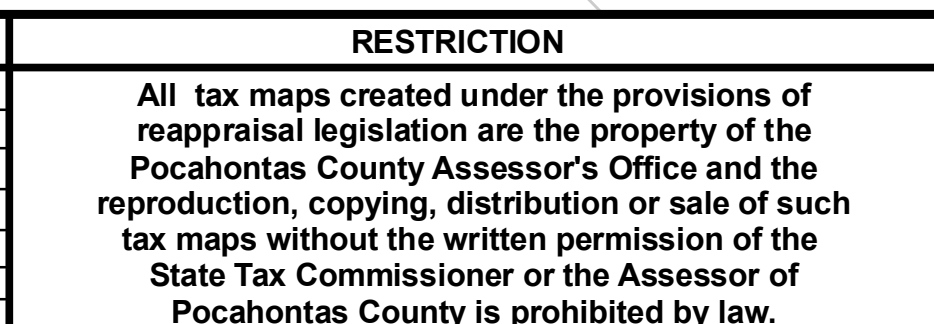 RESTRICTION
All tax maps created under the provisions of
reappraisal legislation are the property of the
Pocahontas County Assessor's Office and the
reproduction, copying, distribution or sale of such
tax maps without the written permission of the
State Tax Commissioner or the Assessor of
Pocahontas County is prohibited by law.